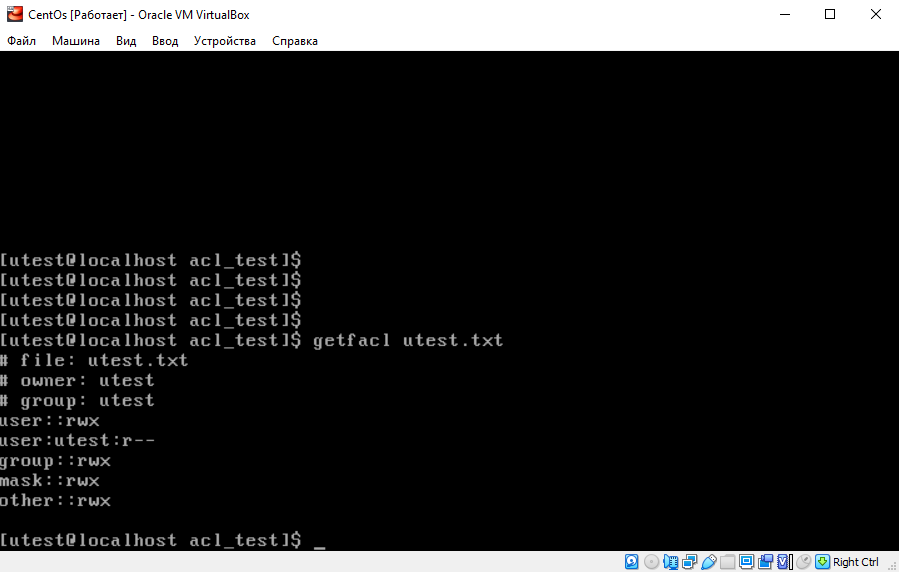 CentOs [Работает] - Oracle VM VirtualBox
Файл Машина Вид Ввод Устройства Справка
[utest@localhost acl_test]$
[utest@localhost acl_test]$
[utest@localhost acl_test]$
[utest@localhost acl_test]$
[utest@localhost acl_test]$ getfacl utest.txt
# file: utest.txt
# owner: utest
# group: utest
user::rwx
user:utest:r--
group::rwx
mask::rwx
other::rwx
[utest@localhost acl_test]$ _
Right Ctrl